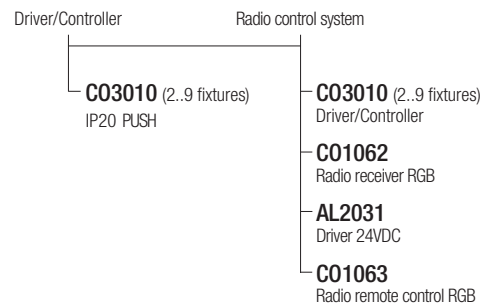 Driver/Controller
Radio control system
CO3010 (2..9 fixtures)
IP20 PUSH
CO3010 (2..9 fixtures)
Driver/Controller
CO1062
Radio receiver RGB
AL2031
Driver 24VDC
CO1063
Radio remote control RGB